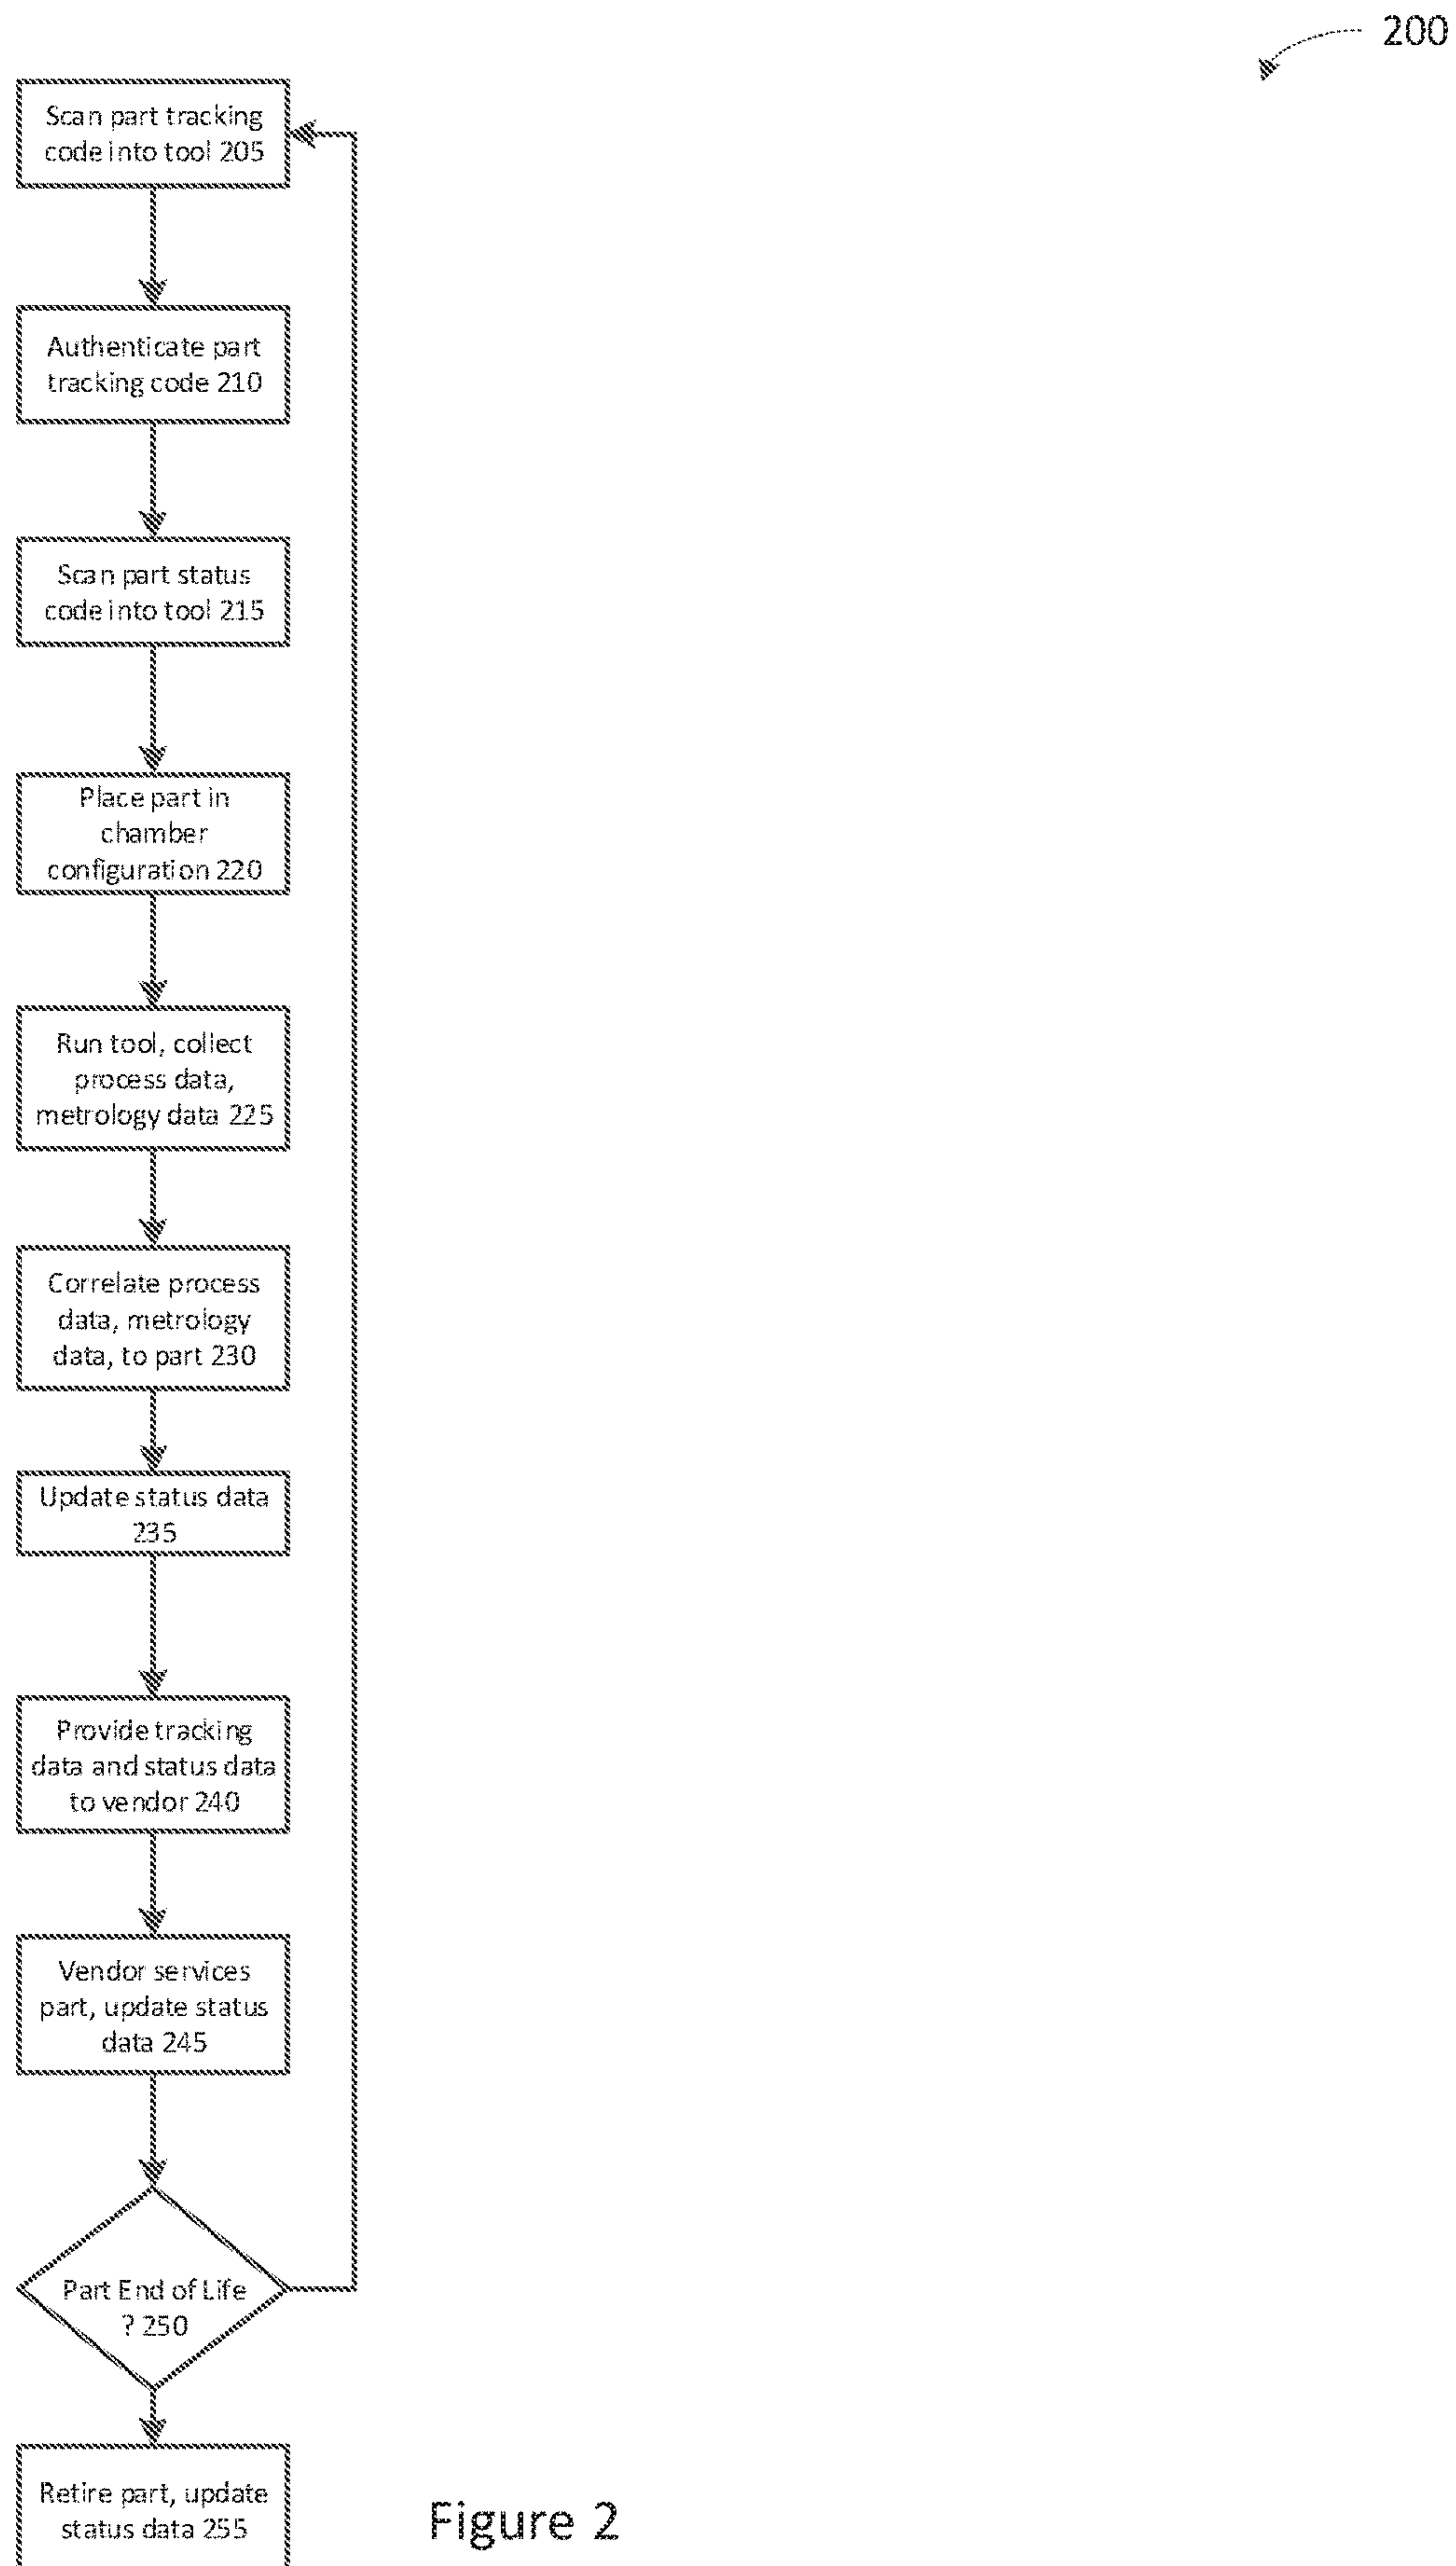 200
Scan part tracking
code into tool 205
Authenticate part
tracking code 210
Scan part status
code into tool 215
Place part in
chamber
configuration 220
Run tool, collect
process data,
metrology data 225
Correlate process
data, metrology
data, to part 230
Update status data
235
Provide tracking
data and status data
to vendor 240
Vendor services
part, update status
data 245
Part End of Life
? 250
Retire part, update
status data 255
Figure 2